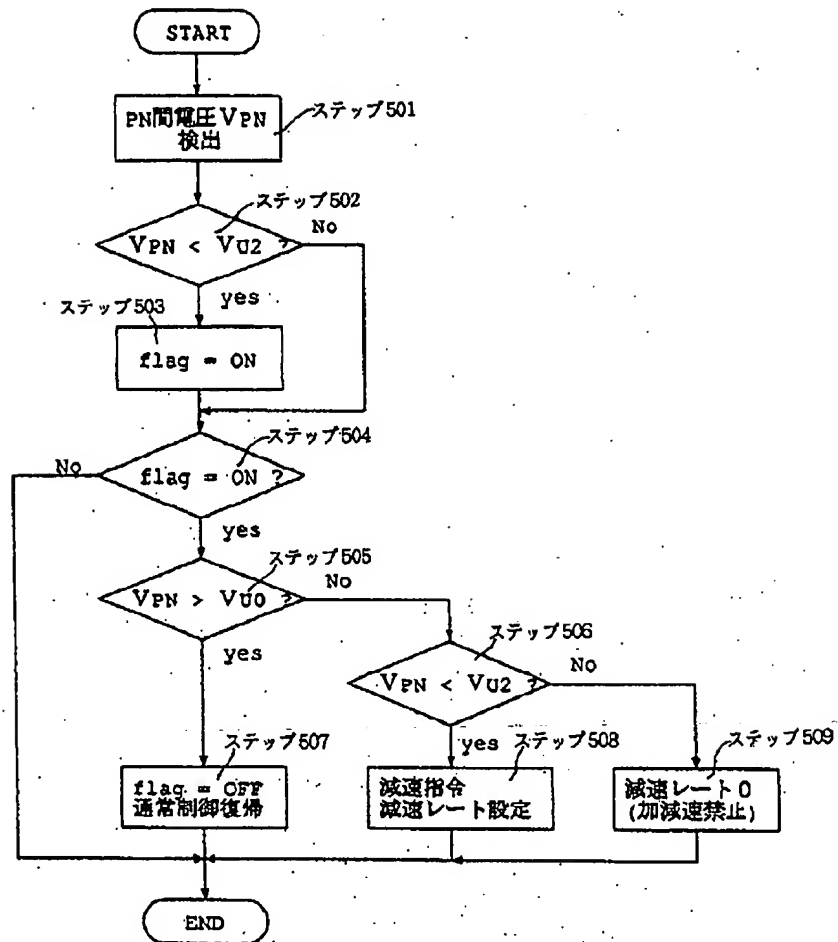 START
PN間電圧 VPN
検出
ステップ501
ステップ502
VPN < VU2 ?
No
yes
ステップ503
flag = ON
ステップ504
No
flag = ON ?
yes
ステップ505
VPN > VU0 ?
No
yes
ステップ506
VPN < VU2 ?
No
yes
ステップ507
flag = OFF
通常制御復帰
ステップ508
減速指令
減速レート設定
ステップ509
減速レート0
(加減速禁止)
END